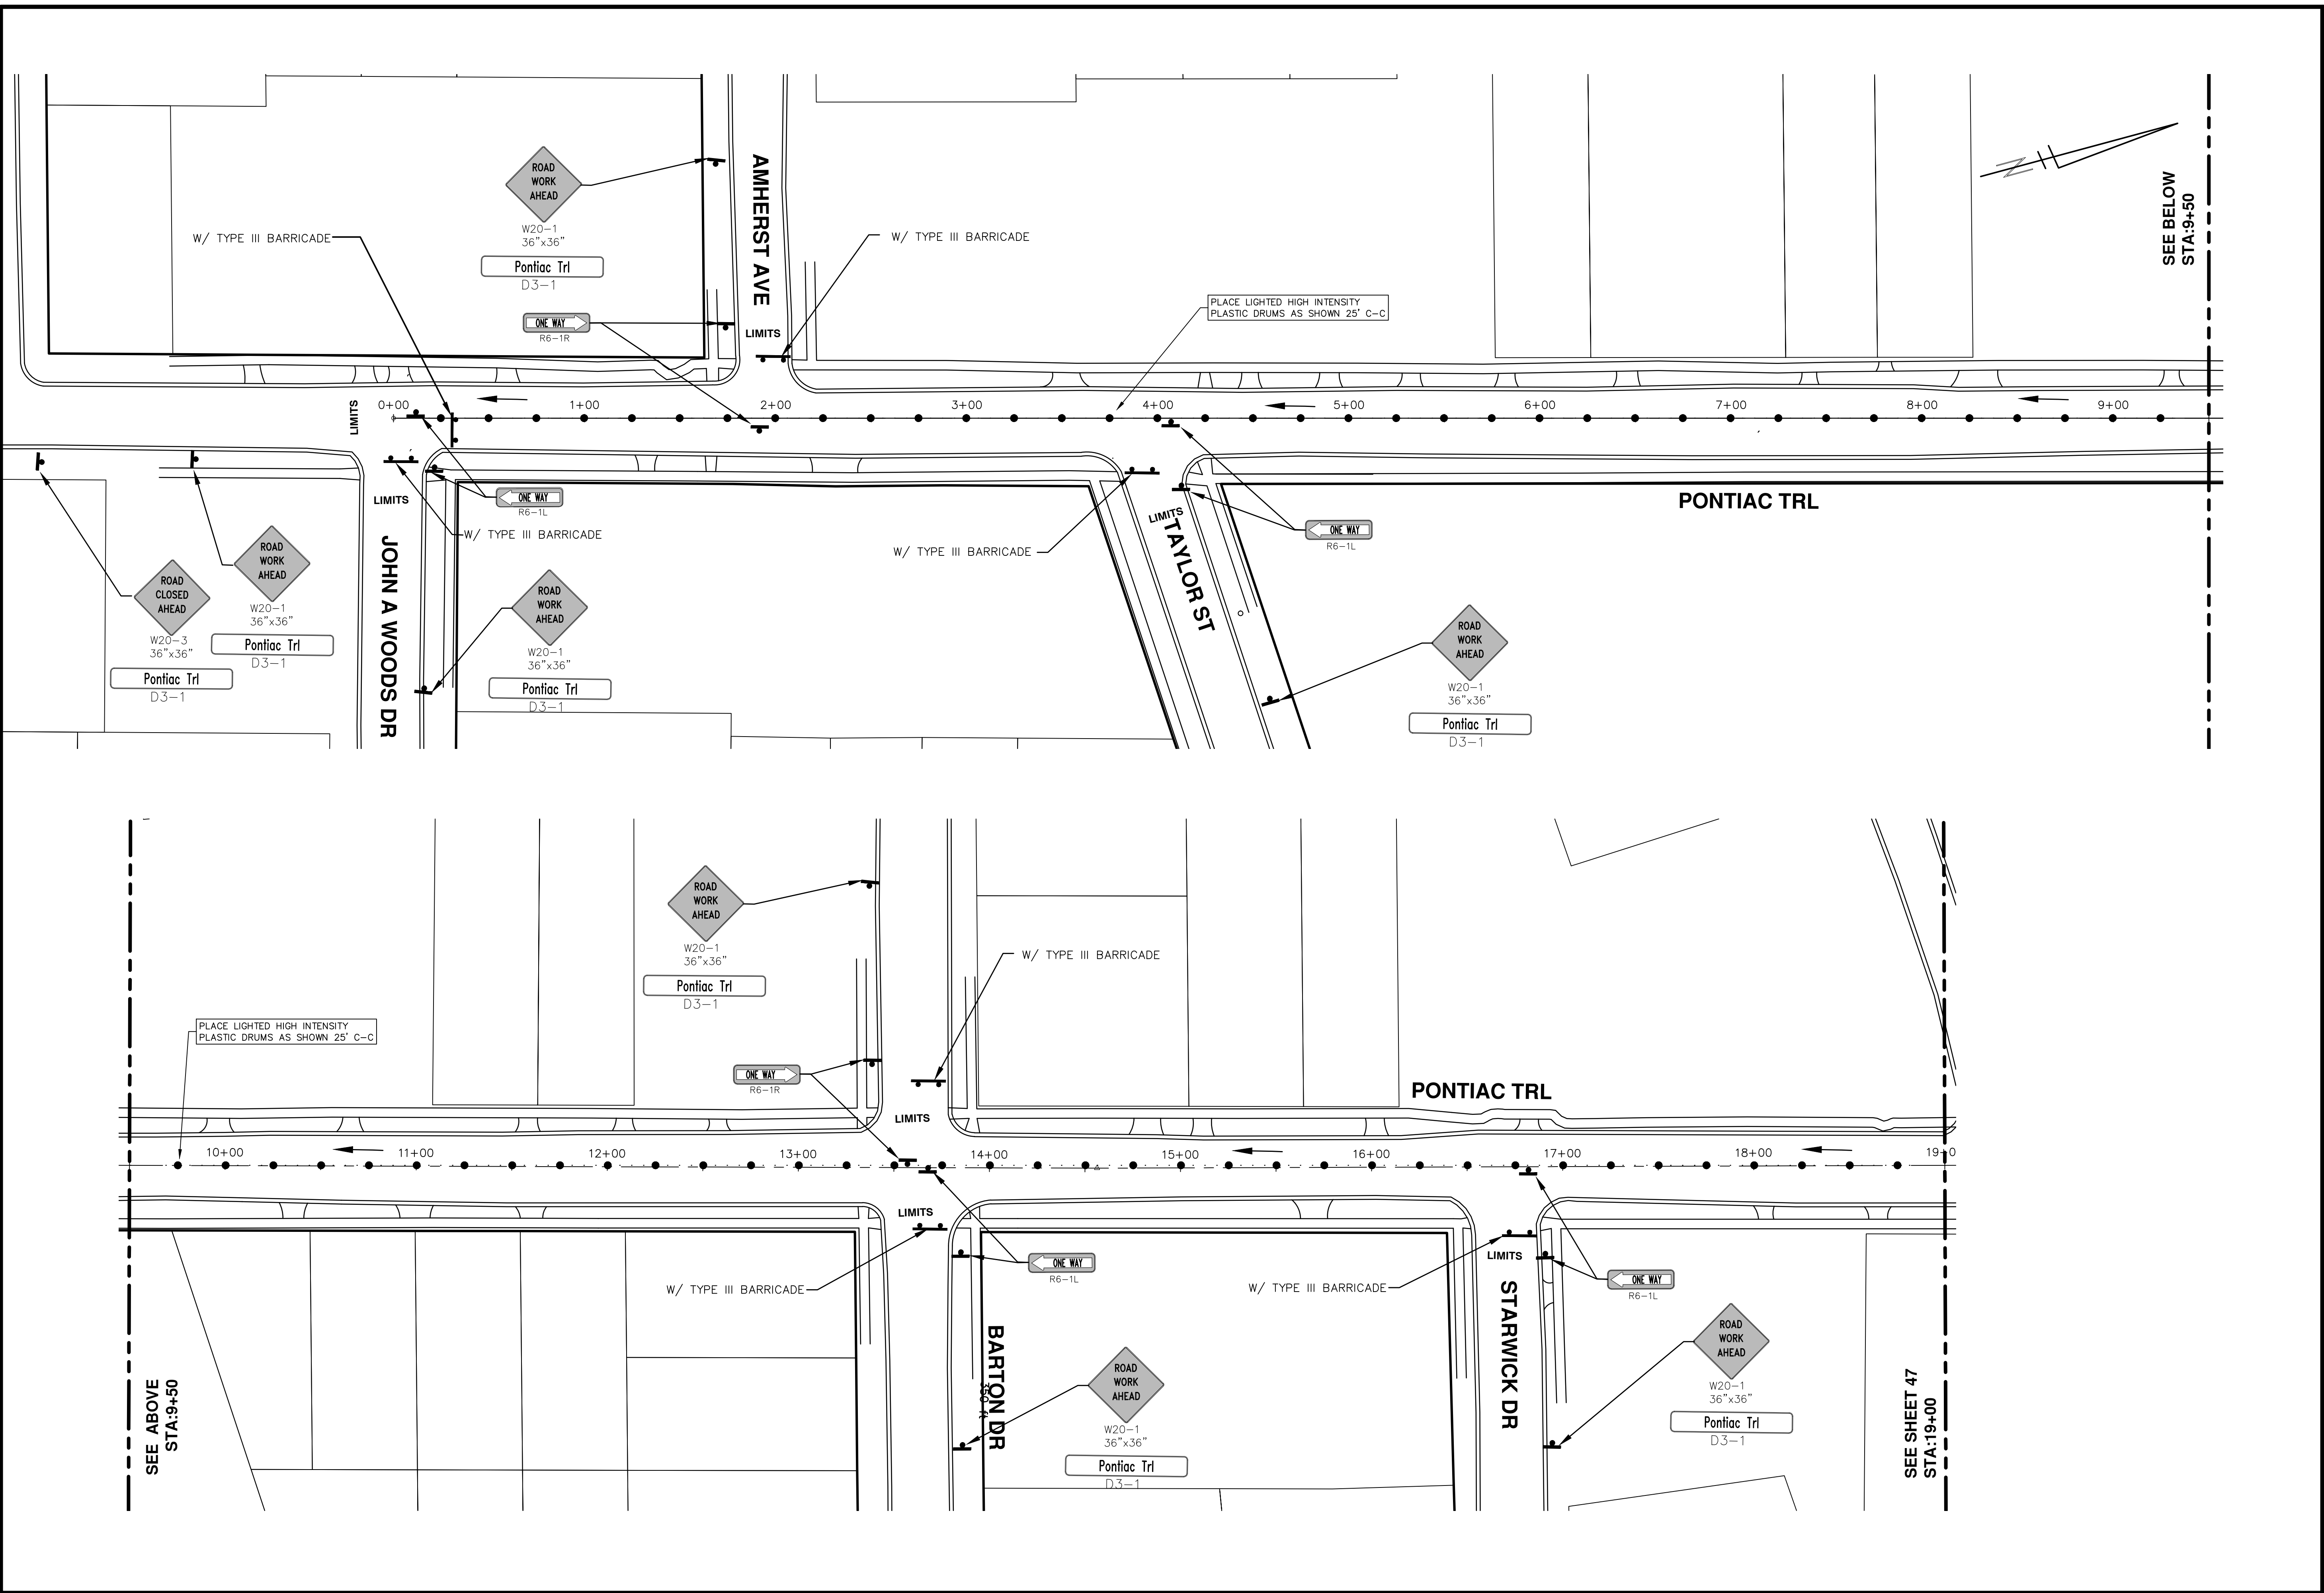 ROAD
WORK
AHEAD
W20-1
36"x36"
Pontiac Trl
D3-1
W/ TYPE III BARRICADE
ONE WAY
R6-1R
AMHERST AVE
LIMITS
W/ TYPE III BARRICADE
PLACE LIGHTED HIGH INTENSITY
PLASTIC DRUMS AS SHOWN 25' C-C
N
SEE BELOW
STA:9+50
LIMITS
0+00
1+00
2+00
3+00
4+00
5+00
6+00
7+00
8+00
9+00
LIMITS
ONE WAY
R6-1L
W/ TYPE III BARRICADE
JOHN A WOODS DR
ROAD
CLOSED
AHEAD
W20-3
36"x36"
Pontiac Trl
D3-1
ROAD
WORK
AHEAD
W20-1
36"x36"
Pontiac Trl
D3-1
ROAD
WORK
AHEAD
W20-1
36"x36"
Pontiac Trl
D3-1
W/ TYPE III BARRICADE
LIMITS
TAYLOR ST
ONE WAY
R6-1L
PONTIAC TRL
ROAD
WORK
AHEAD
W20-1
36"x36"
Pontiac Trl
D3-1
ROAD
WORK
AHEAD
W20-1
36"x36"
Pontiac Trl
D3-1
PLACE LIGHTED HIGH INTENSITY
PLASTIC DRUMS AS SHOWN 25' C-C
ONE WAY
R6-1R
W/ TYPE III BARRICADE
LIMITS
PONTIAC TRL
10+00
11+00
12+00
13+00
14+00
15+00
16+00
17+00
18+00
19+0
LIMITS
W/ TYPE III BARRICADE
ONE WAY
R6-1L
BARTON DR
350 ft
ROAD
WORK
AHEAD
W20-1
36"x36"
Pontiac Trl
D3-1
W/ TYPE III BARRICADE
LIMITS
STARWICK DR
ONE WAY
R6-1L
ROAD
WORK
AHEAD
W20-1
36"x36"
Pontiac Trl
D3-1
SEE ABOVE
STA:9+50
SEE SHEET 47
STA:19+00